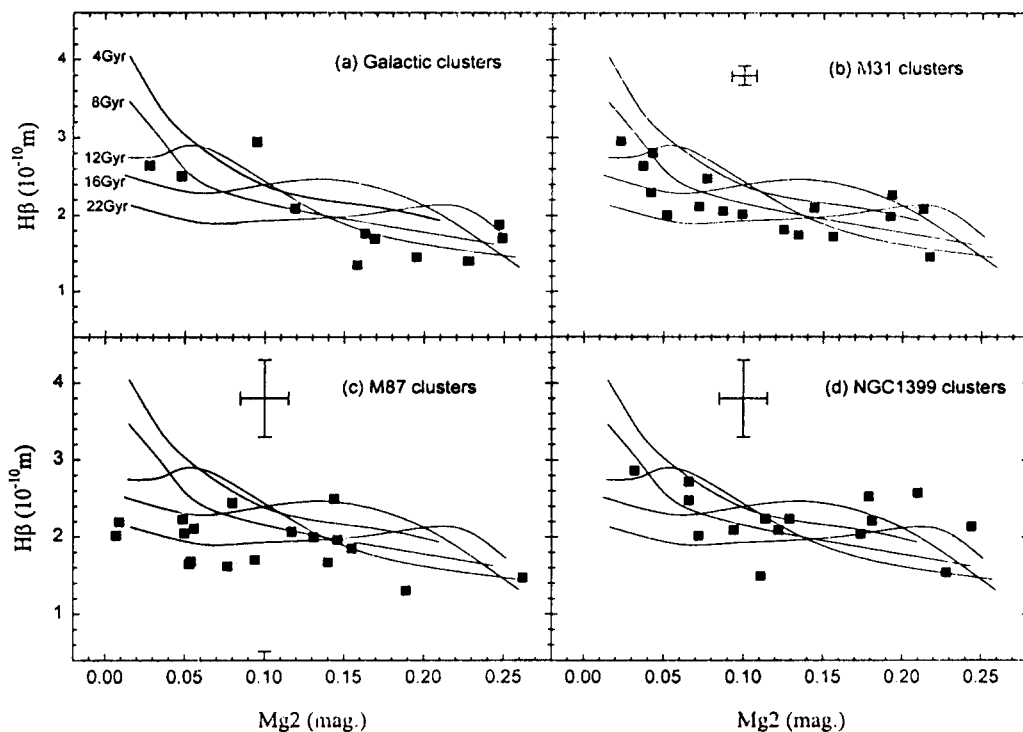 (a) Galactic clusters
(b) M31 clusters
4Gyr
8Gyr
12Gyr
16Gyr
22Gyr
4
3
2
1
Hβ (10⁻¹⁰m)
(c) M87 clusters
(d) NGC1399 clusters
4
3
2
1
Hβ (10⁻¹⁰m)
0.00 0.05 0.10 0.15 0.20 0.25
0.00 0.05 0.10 0.15 0.20 0.25
Mg2 (mag.)
Mg2 (mag.)